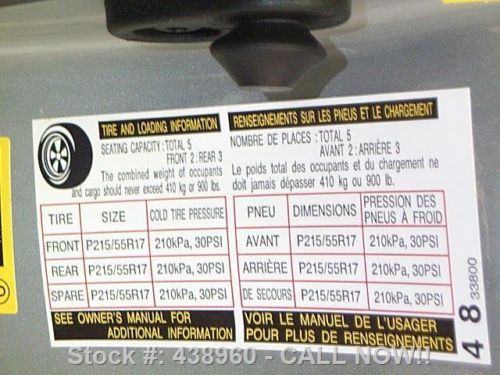 TIRE AND LOADING INFORMATION
SEATING CAPACITY:TOTAL 5
FRONT 2:REAR 3
The combined weight of occupants
and cargo should never exceed 410 kg or 900 lbs.
TIRE SIZE COLD TIRE PRESSURE
FRONT P215/55R17 210kPa, 30PSI
REAR P215/55R17 210kPa, 30PSI
SPARE P215/55R17 210kPa, 30PSI
SEE OWNER'S MANUAL FOR
ADDITIONAL INFORMATION
RENSEIGNEMENTS SUR LES PNEUS ET LE CHARGEMENT
NOMBRE DE PLACES :TOTAL 5
AVANT 2:ARRIÈRE 3
Le poids total des occupants et du chargement ne
doit jamais dépasser 410 kg ou 900 lb.
PNEU DIMENSIONS PRESSION DES
PNEUS À FROID
AVANT P215/55R17 210kPa, 30PSI
ARRIÈRE P215/55R17 210kPa, 30PSI
DE SECOURS P215/55R17 210kPa, 30PSI
VOIR LE MANUEL DE L'USAGER
POUR PLUS DE RENSEIGNEMENTS
4 8 33800
Stock #: 438960 - CALL NOW!!